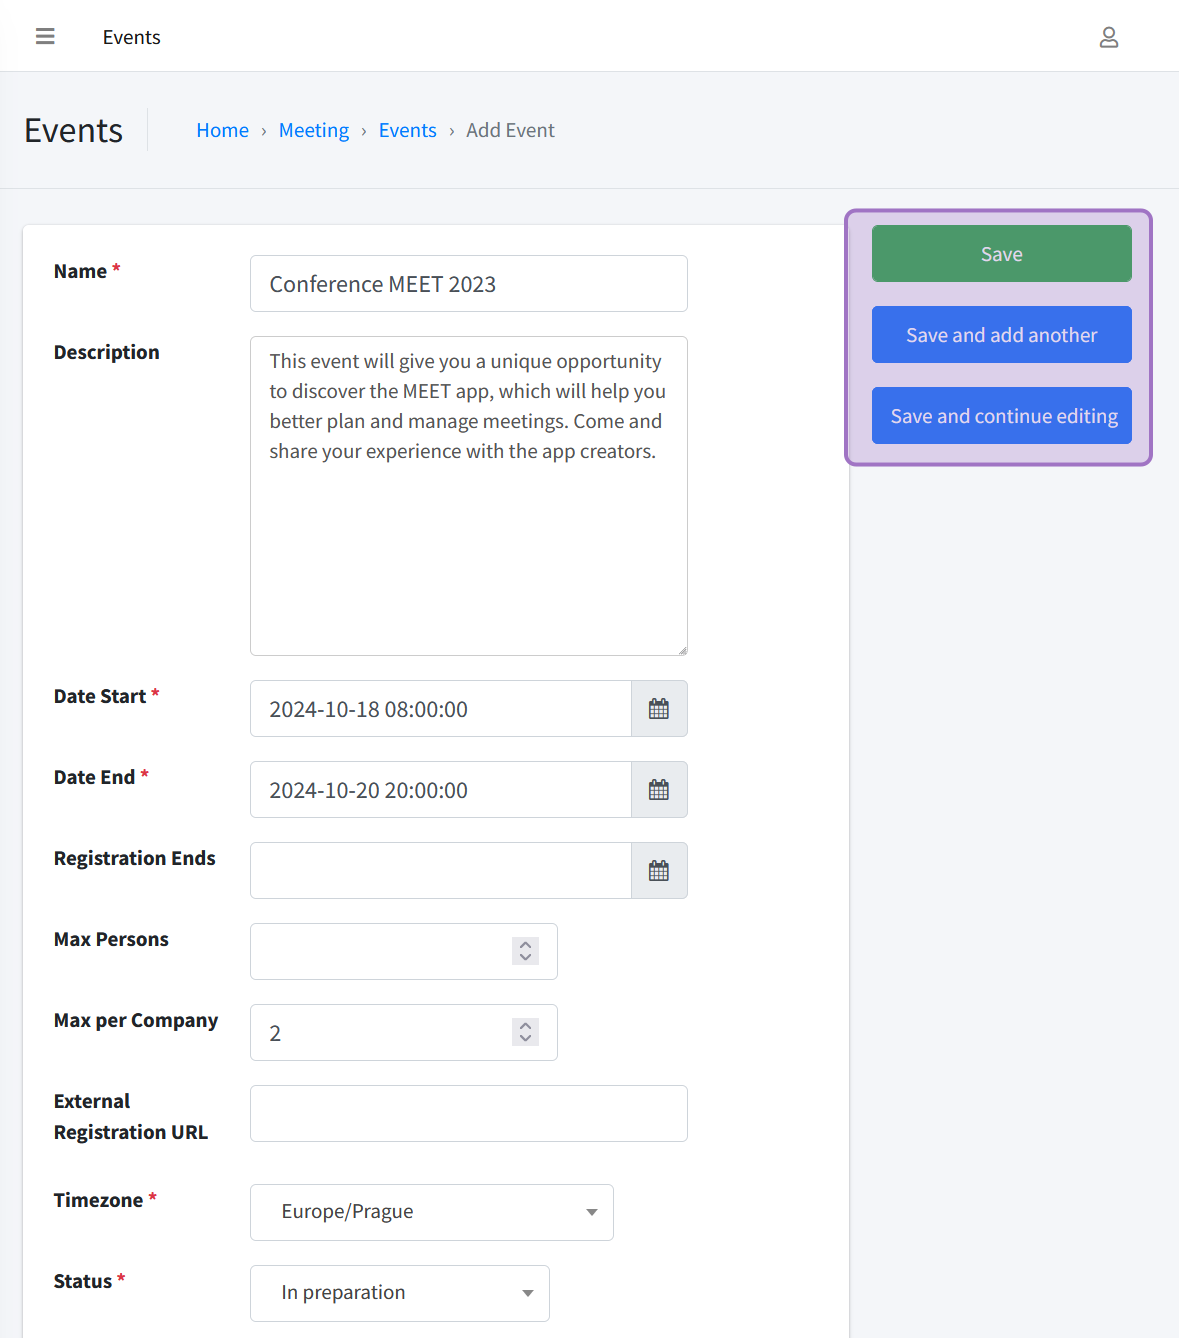 Events
Events
Home › Meeting › Events › Add Event
Save
Save and add another
Save and continue editing
Name *
Conference MEET 2023
Description
This event will give you a unique opportunity
to discover the MEET app, which will help you
better plan and manage meetings. Come and
share your experience with the app creators.
Date Start *
2024-10-18 08:00:00
Date End *
2024-10-20 20:00:00
Registration Ends
Max Persons
Max per Company
2
External
Registration URL
Timezone *
Europe/Prague
Status *
In preparation